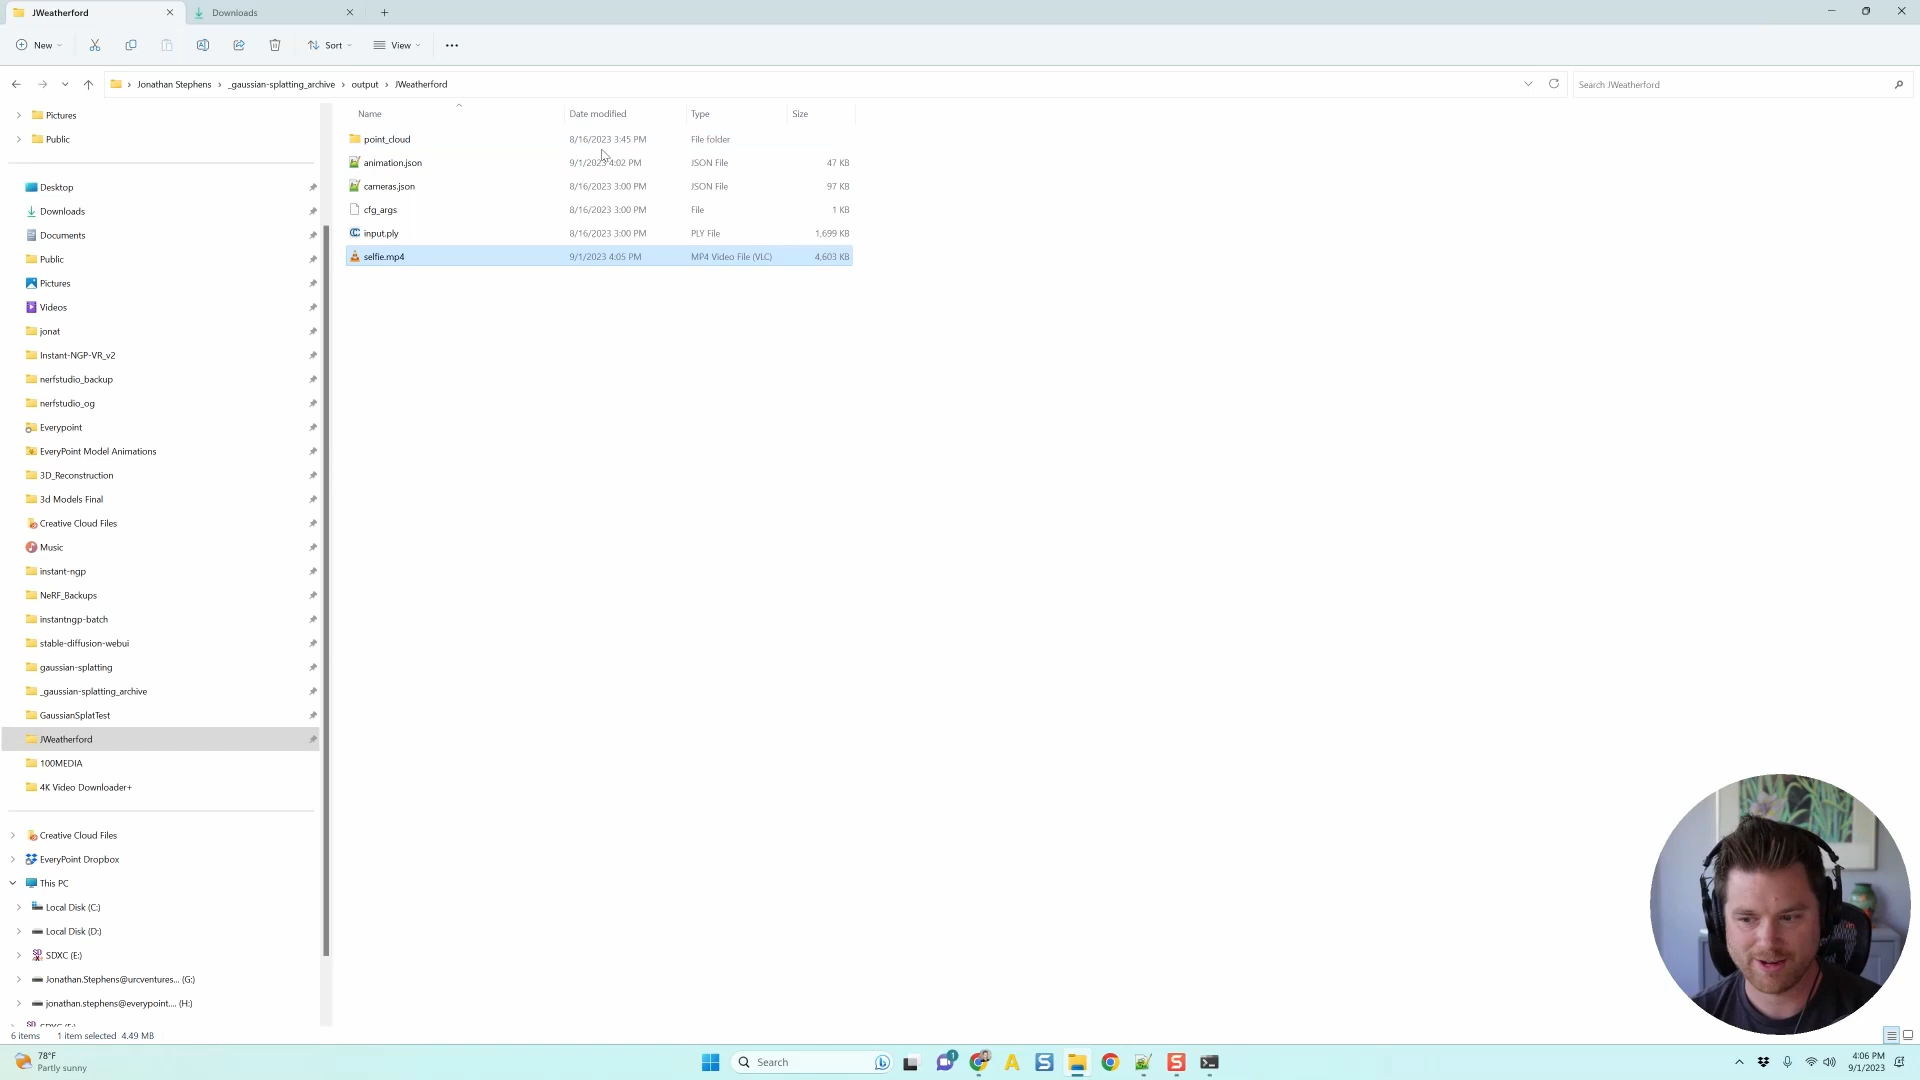 JWeatherford
Downloads
New
Sort
View
Jonathan Stephens
_gaussian-splatting_archive
output
JWeatherford
Search JWeatherford
Pictures
Public
Desktop
Downloads
Documents
Public
Pictures
Videos
jonat
Instant-NGP-VR_v2
nerfstudio_backup
nerfstudio_og
Everypoint
EveryPoint Model Animations
3D_Reconstruction
3d Models Final
Creative Cloud Files
Music
instant-ngp
NeRF_Backups
instantngp-batch
stable-diffusion-webui
gaussian-splatting
_gaussian-splatting_archive
GaussianSplatTest
JWeatherford
100MEDIA
4K Video Downloader+
Creative Cloud Files
EveryPoint Dropbox
This PC
Local Disk (C:)
Local Disk (D:)
SDXC (E:)
Jonathan.Stephens@urcventures... (G:)
jonathan.stephens@everypoint.... (H:)
Name Date modified Type Size
point_cloud 8/16/2023 3:45 PM File folder
animation.json 9/1/2023 4:02 PM JSON File 47 KB
cameras.json 8/16/2023 3:00 PM JSON File 97 KB
cfg_args 8/16/2023 3:00 PM File 1 KB
input.ply 8/16/2023 3:00 PM PLY File 1,699 KB
selfie.mp4 9/1/2023 4:05 PM MP4 Video File (VLC) 4,603 KB
6 items 1 item selected 4.49 MB
78°F
Partly sunny
Search
1
4:06 PM
9/1/2023